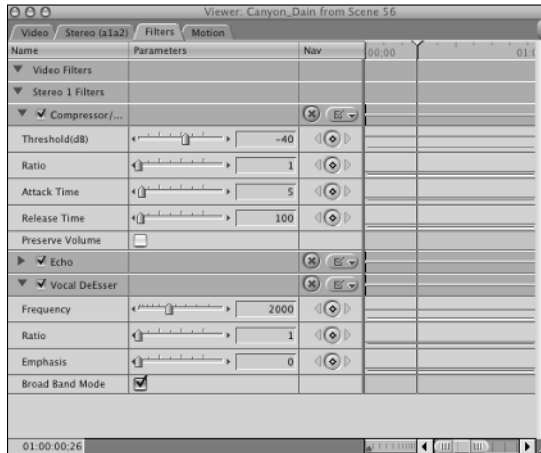 Viewer: Canyon_Dain from Scene 56
Video Stereo (a1a2) Filters Motion
Name Parameters Nav 00:00 01:0
Video Filters
Stereo 1 Filters
Compressor/...
Threshold(dB) -40
Ratio 1
Attack Time 5
Release Time 100
Preserve Volume
Echo
Vocal DeEsser
Frequency 2000
Ratio 1
Emphasis 0
Broad Band Mode
01:00:00;26